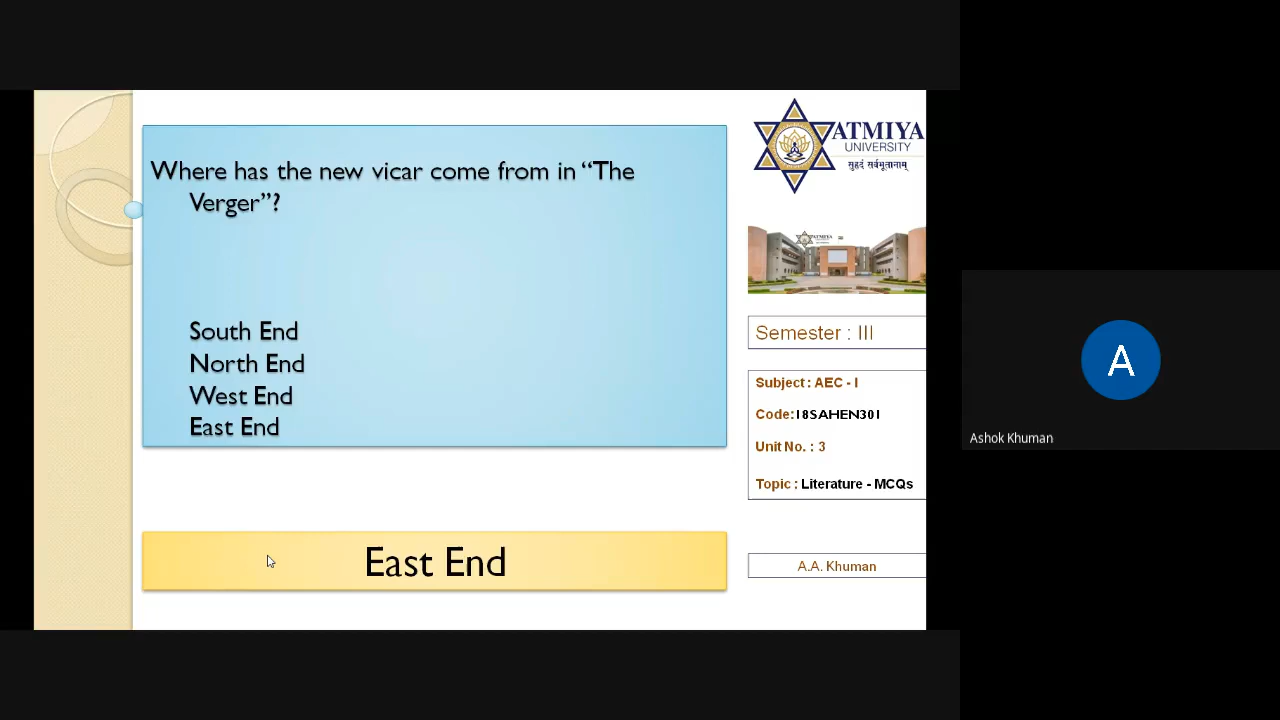 Where has the new vicar come from in “The
Verger”?
South End
North End
West End
East End
East End
ATMIYA
UNIVERSITY
सुहृदं सर्वभूतानाम्
ATMIYA
Semester : III
Subject : AEC - I
Code:18SAHEN301
Unit No. : 3
Topic : Literature - MCQs
A.A. Khuman
A
Ashok Khuman